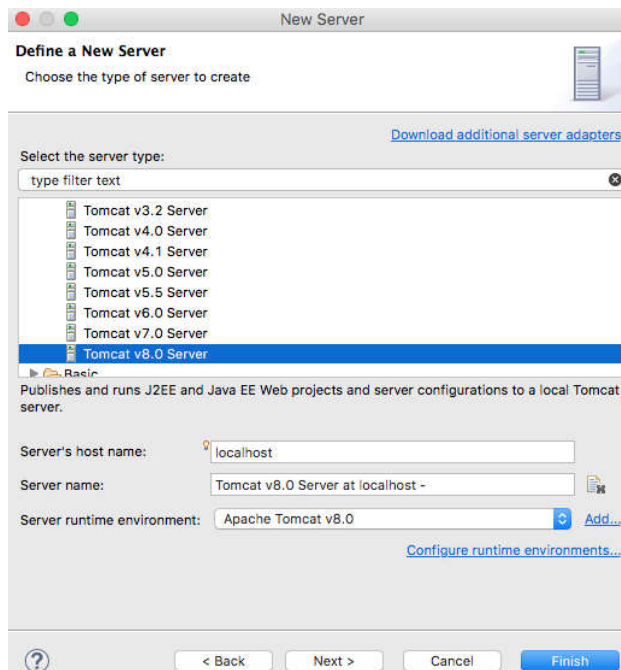 New Server
Define a New Server
Choose the type of server to create
Download additional server adapters
Select the server type:
type filter text
Tomcat v3.2 Server
Tomcat v4.0 Server
Tomcat v4.1 Server
Tomcat v5.0 Server
Tomcat v5.5 Server
Tomcat v6.0 Server
Tomcat v7.0 Server
Tomcat v8.0 Server
Basic
Publishes and runs J2EE and Java EE Web projects and server configurations to a local Tomcat
server.
Server's host name: localhost
Server name: Tomcat v8.0 Server at localhost -
Server runtime environment: Apache Tomcat v8.0 Add...
Configure runtime environments...
? < Back Next > Cancel Finish